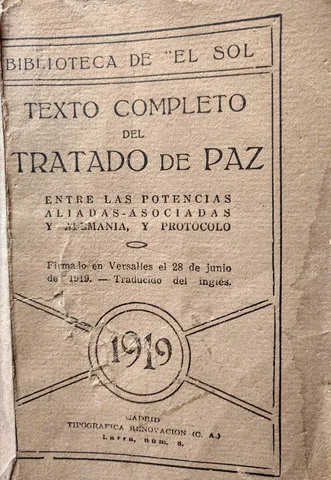 BIBLIOTECA DE "EL SOL
TEXTO COMPLETO
DEL
TRATADO DE PAZ
ENTRE LAS POTENCIAS
ALIADAS-ASOCIADAS
Y ALEMANIA, Y PROTOCOLO
Firmado en Versalles el 28 de junio
de 1919. — Traducido del inglés.
1919
MADRID
TIPOGRAFICA RENOVACION (C. A.)
Larra, núm. 8.